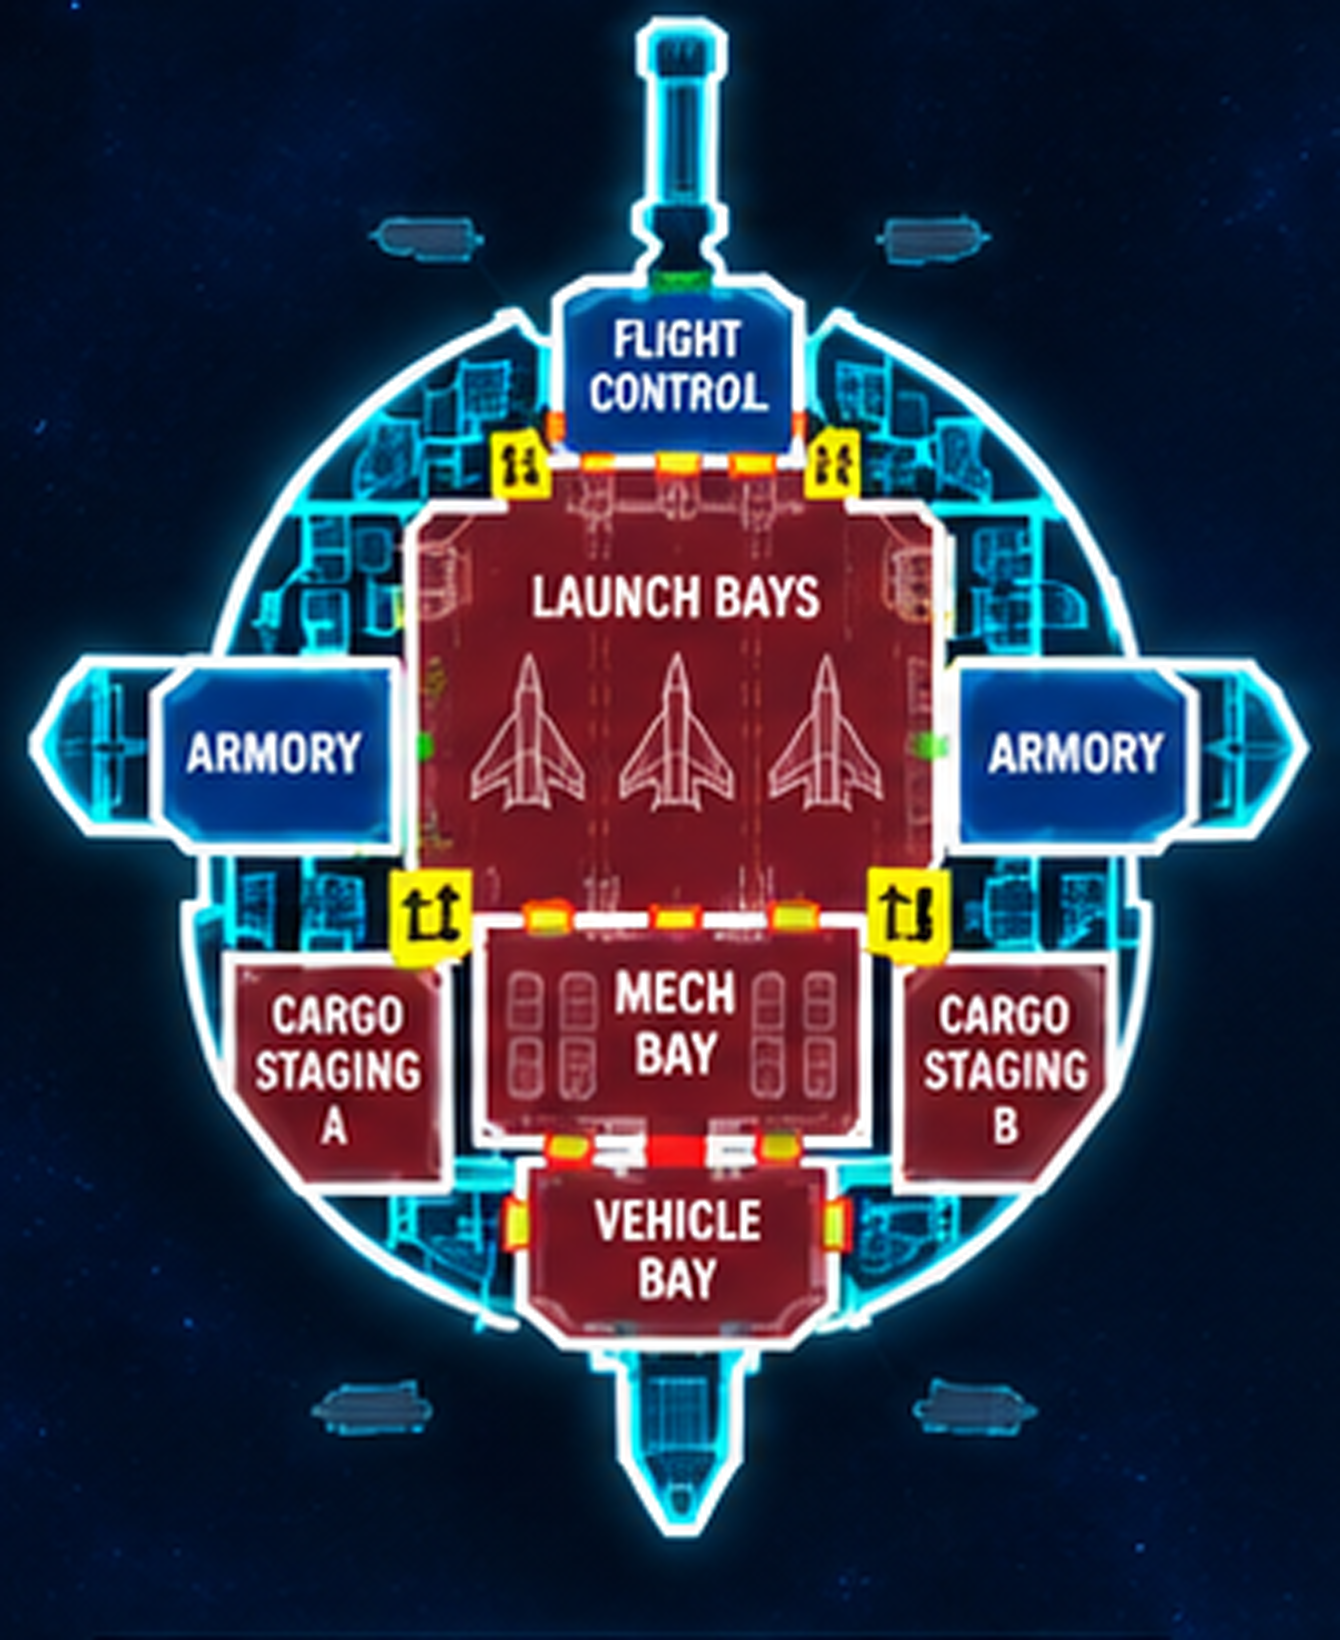 FLIGHT
CONTROL
LAUNCH BAYS
ARMORY
ARMORY
MECH
BAY
CARGO
STAGING
A
CARGO
STAGING
B
VEHICLE
BAY